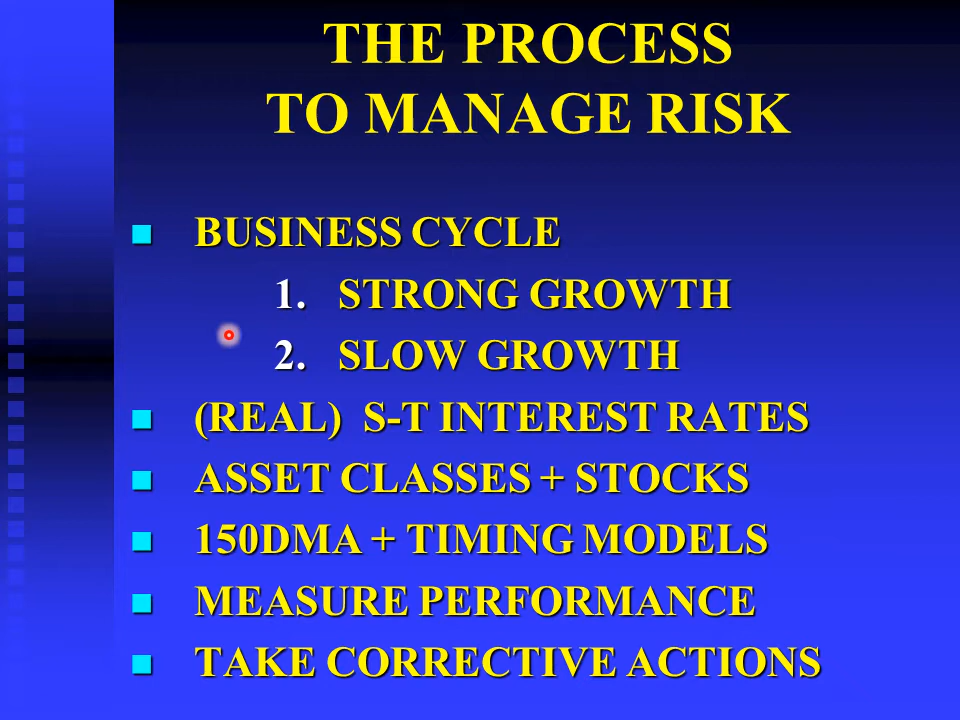 THE PROCESS
TO MANAGE RISK
BUSINESS CYCLE
1. STRONG GROWTH
2. SLOW GROWTH
(REAL) S-T INTEREST RATES
ASSET CLASSES + STOCKS
150DMA + TIMING MODELS
MEASURE PERFORMANCE
TAKE CORRECTIVE ACTIONS